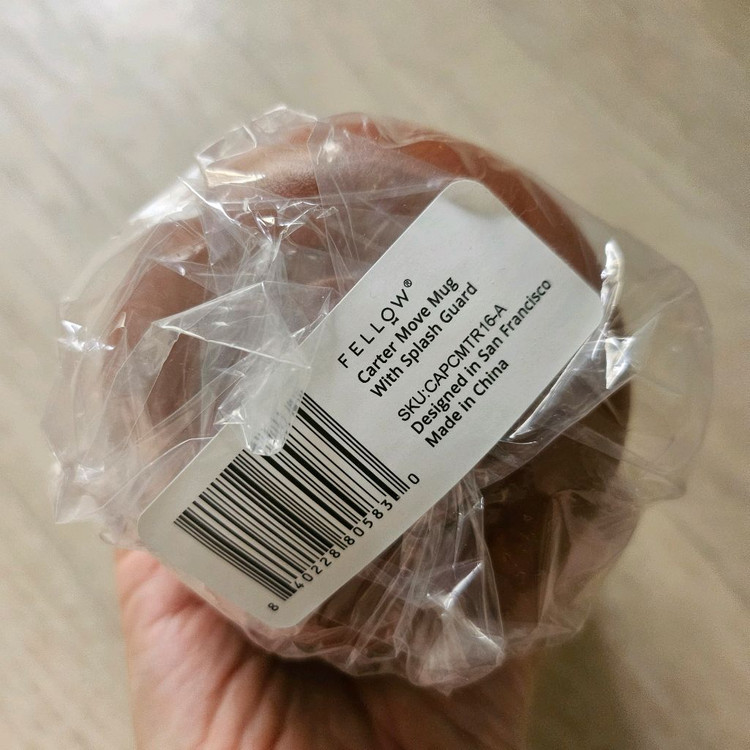 FELLOW®
Carter Move Mug
With Splash Guard
SKU:CAPCMTR16-A
Designed in San Francisco
Made in China
8 40228 80583 0